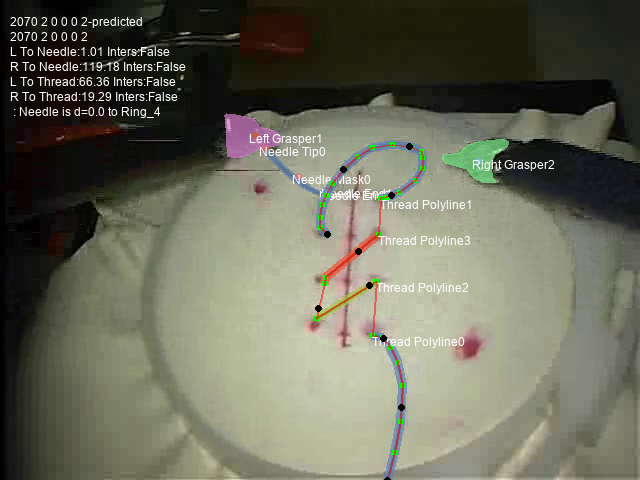 2070 2 0 0 0 2-predicted
2070 2 0 0 0 2
L To Needle:1.01 Inters:False
R To Needle:119.18 Inters:False
L To Thread:66.36 Inters:False
R To Thread:19.29 Inters:False
: Needle is d=0.0 to Ring_4
Left Grasper1
Needle Tip0
Right Grasper2
Needle Mask0
Thread Polyline1
Thread Polyline3
Thread Polyline2
Thread Polyline0